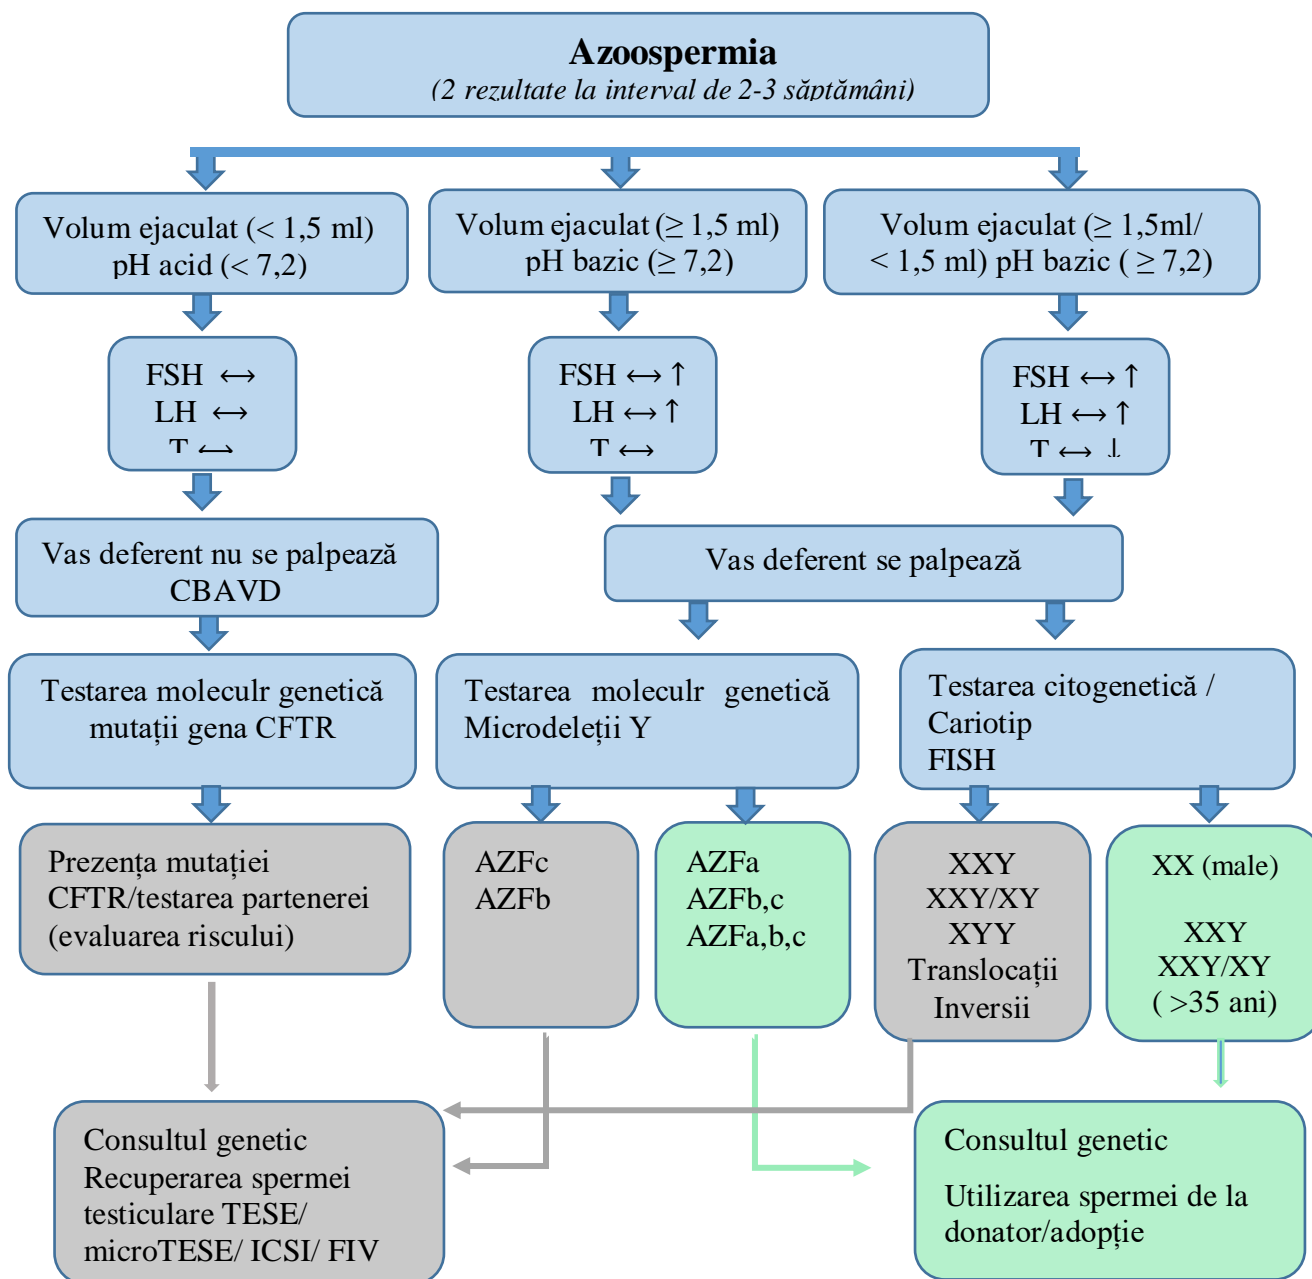 Azoospermia
(2 rezultate la interval de 2-3 săptămâni)
Volum ejaculat (< 1,5 ml)
pH acid (< 7,2)
Volum ejaculat (≥ 1,5 ml)
pH bazic (≥ 7,2)
Volum ejaculat (≥ 1,5ml/
< 1,5 ml) pH bazic ( ≥ 7,2)
FSH ↔
LH ↔
T ↔
FSH ↔ ↑
LH ↔ ↑
T ↔
FSH ↔ ↑
LH ↔ ↑
T ↔ ↓
Vas deferent nu se palpează
CBAVD
Vas deferent se palpează
Testarea moleculr genetică
mutații gena CFTR
Testarea moleculr genetică
Microdeleții Y
Testarea citogenetică /
Cariotip
FISH
Prezența mutației
CFTR/testarea partenerei
(evaluarea riscului)
AZFc
AZFb
AZFa
AZFb,c
AZFa,b,c
XXY
XXY/XY
XYY
Translocații
Inversii
XX (male)
XXY
XXY/XY
( >35 ani)
Consultul genetic
Recuperarea spermei
testiculare TESE/
microTESE/ ICSI/ FIV
Consultul genetic
Utilizarea spermei de la
donator/adopție